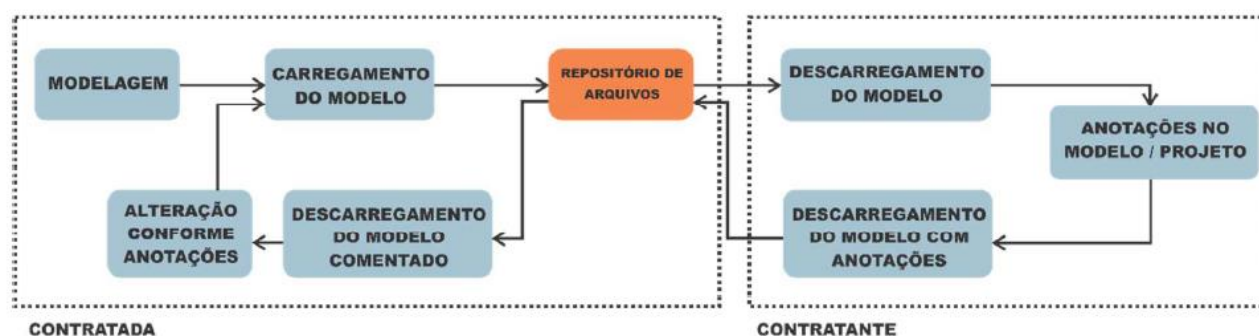 MODELAGEM
CARREGAMENTO
DO MODELO
REPOSITÓRIO DE
ARQUIVOS
DESCARREGAMENTO
DO MODELO
ANOTAÇÕES NO
MODELO / PROJETO
ALTERAÇÃO
CONFORME
ANOTAÇÕES
DESCARREGAMENTO
DO MODELO
COMENTADO
DESCARREGAMENTO
DO MODELO COM
ANOTAÇÕES
CONTRATADA
CONTRATANTE